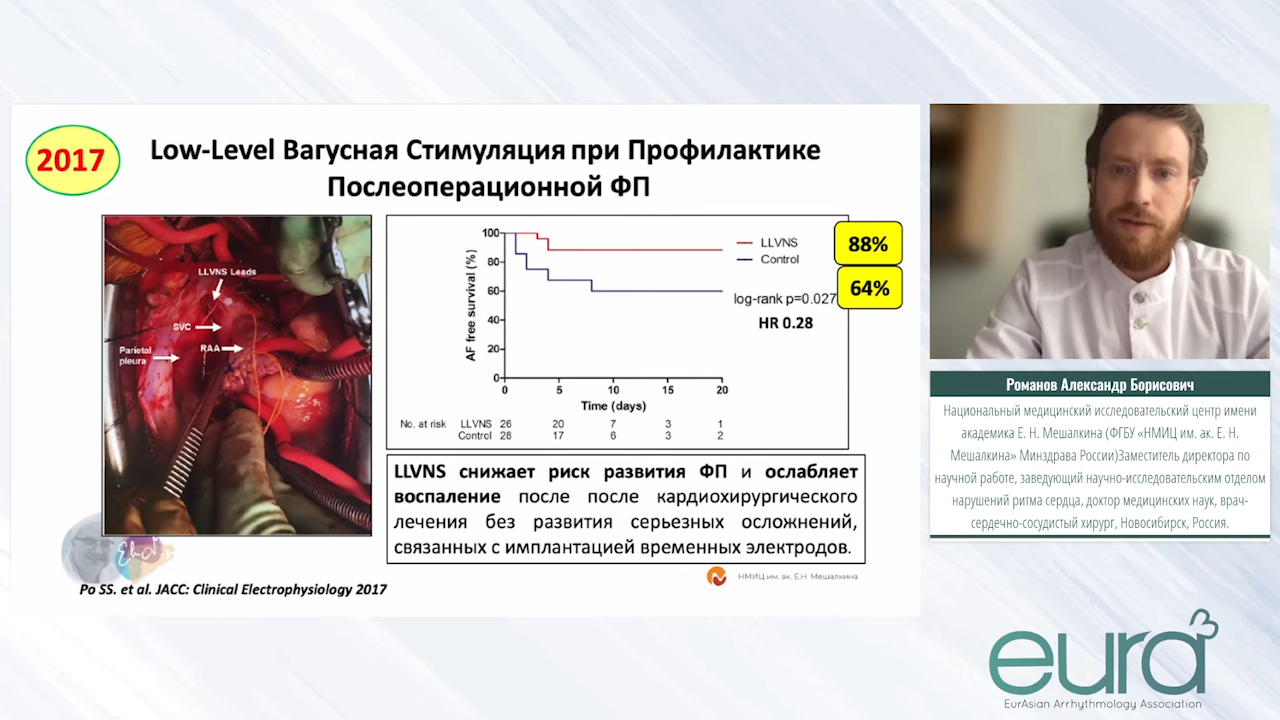 2017
Low-Level Вагусная Стимуляция при Профилактике
Послеоперационной ФП
LLVNS Leads
SVC
RAA
Parietal
pleura
AF free survival (%)
100
80
60
40
20
0
0 5 10 15 20
Time (days)
LLVNS
Control
log-rank p=0.027
HR 0.28
88%
64%
No. at risk LLVNS 26 20 7 3 1
Control 28 17 6 3 2
LLVNS снижает риск развития ФП и ослабляет
воспаление после после кардиохирургического
лечения без развития серьезных осложнений,
связанных с имплантацией временных электродов.
НМИЦ им. ак. Е.Н. Мешалкина
Po SS. et al. JACC: Clinical Electrophysiology 2017
Романов Александр Борисович
Национальный медицинский исследовательский центр имени
академика Е. Н. Мешалкина (ФГБУ «НМИЦ им. ак. Е. Н.
Мешалкина» Минздрава России)Заместитель директора по
научной работе, заведующий научно-исследовательским отделом
нарушений ритма сердца, доктор медицинских наук, врач-
сердечно-сосудистый хирург, Новосибирск, Россия.
eura
EurAsian Arrhythmology Association